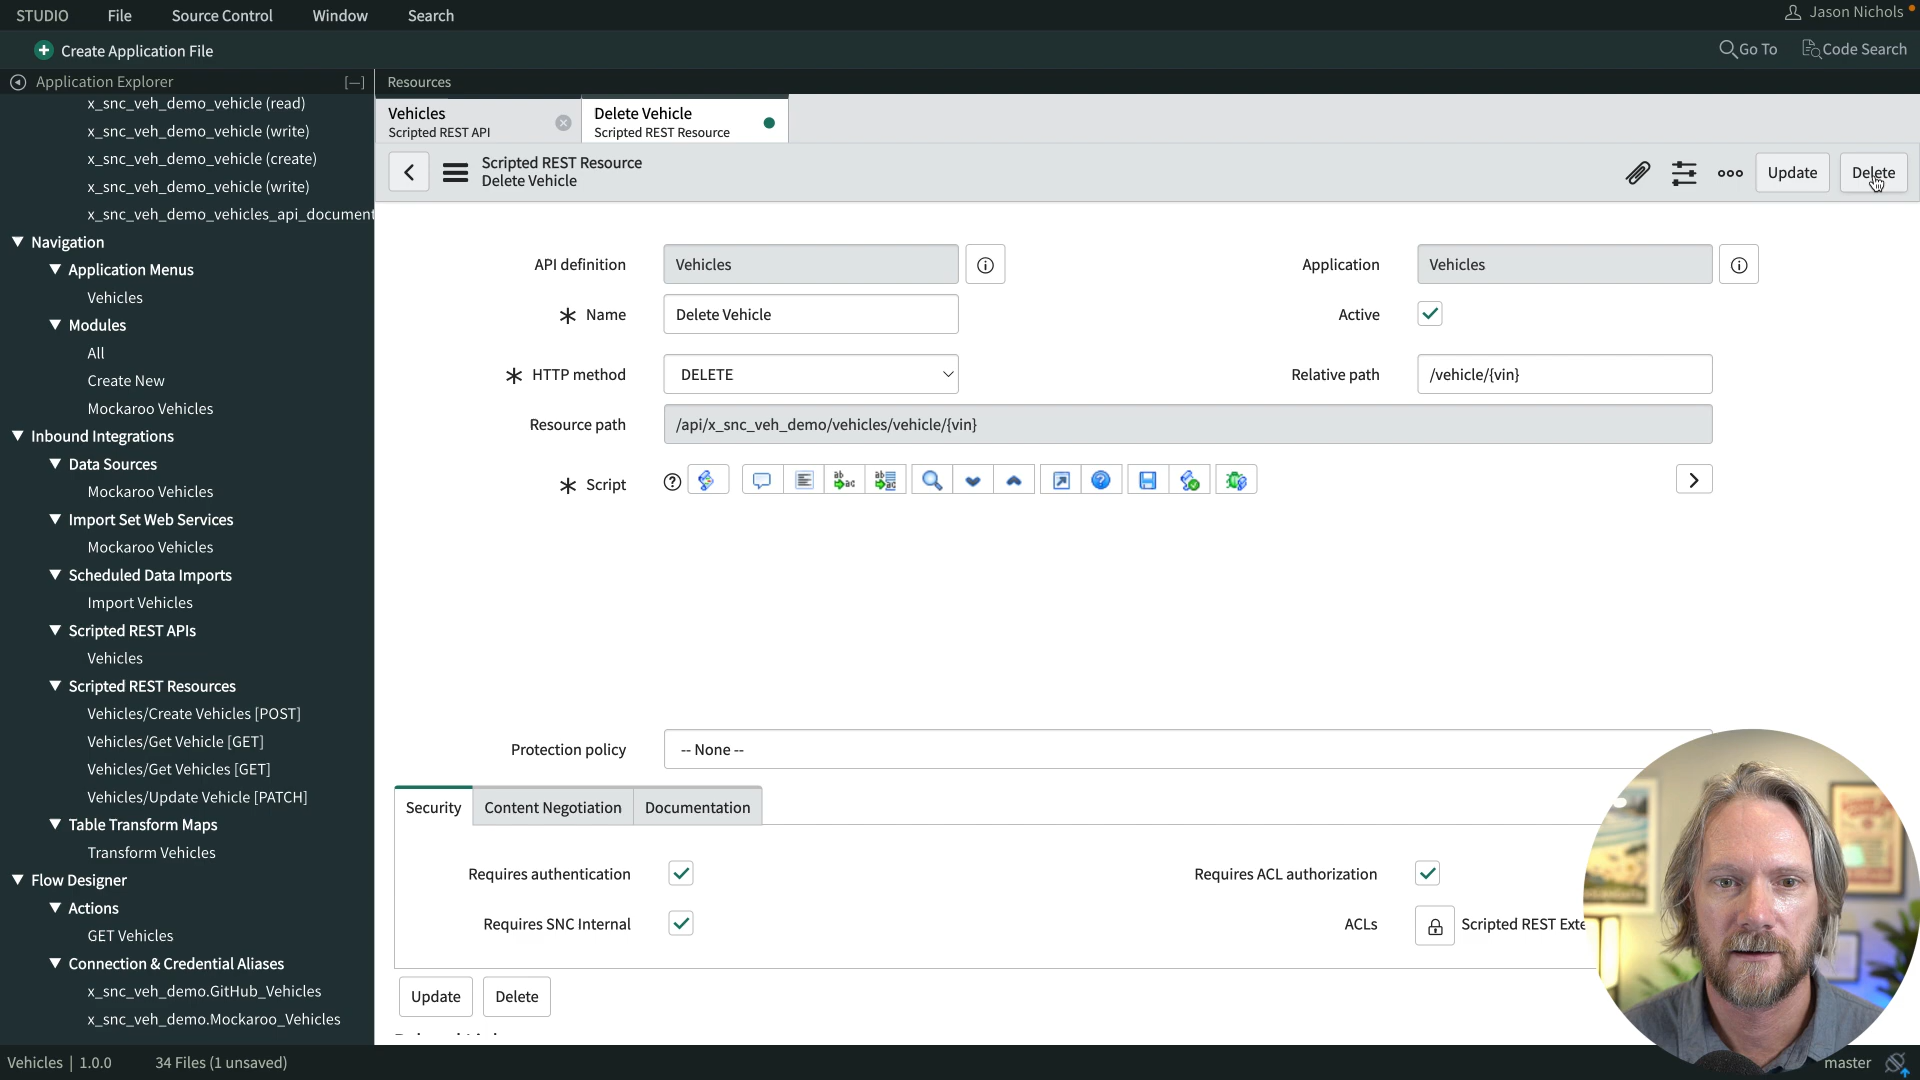 STUDIO File Source Control Window Search Jason Nichols
Create Application File Go To Code Search
Application Explorer [—] Resources
x_snc_veh_demo_vehicle (read)
x_snc_veh_demo_vehicle (write)
x_snc_veh_demo_vehicle (create)
x_snc_veh_demo_vehicle (write)
x_snc_veh_demo_vehicles_api_document
Navigation
Application Menus
Vehicles
Modules
All
Create New
Mockaroo Vehicles
Inbound Integrations
Data Sources
Mockaroo Vehicles
Import Set Web Services
Mockaroo Vehicles
Scheduled Data Imports
Import Vehicles
Scripted REST APIs
Vehicles
Scripted REST Resources
Vehicles/Create Vehicles [POST]
Vehicles/Get Vehicle [GET]
Vehicles/Get Vehicles [GET]
Vehicles/Update Vehicle [PATCH]
Table Transform Maps
Transform Vehicles
Flow Designer
Actions
GET Vehicles
Connection & Credential Aliases
x_snc_veh_demo.GitHub_Vehicles
x_snc_veh_demo.Mockaroo_Vehicles
Vehicles
Scripted REST API
Delete Vehicle
Scripted REST Resource
Scripted REST Resource
Delete Vehicle
Update Delete
API definition Vehicles Application Vehicles
Name Delete Vehicle Active
HTTP method DELETE Relative path /vehicle/{vin}
Resource path /api/x_snc_veh_demo/vehicles/vehicle/{vin}
Script
Protection policy -- None --
Security Content Negotiation Documentation
Requires authentication Requires ACL authorization
Requires SNC Internal ACLs Scripted REST Exte
Update Delete
Vehicles | 1.0.0 34 Files (1 unsaved) master